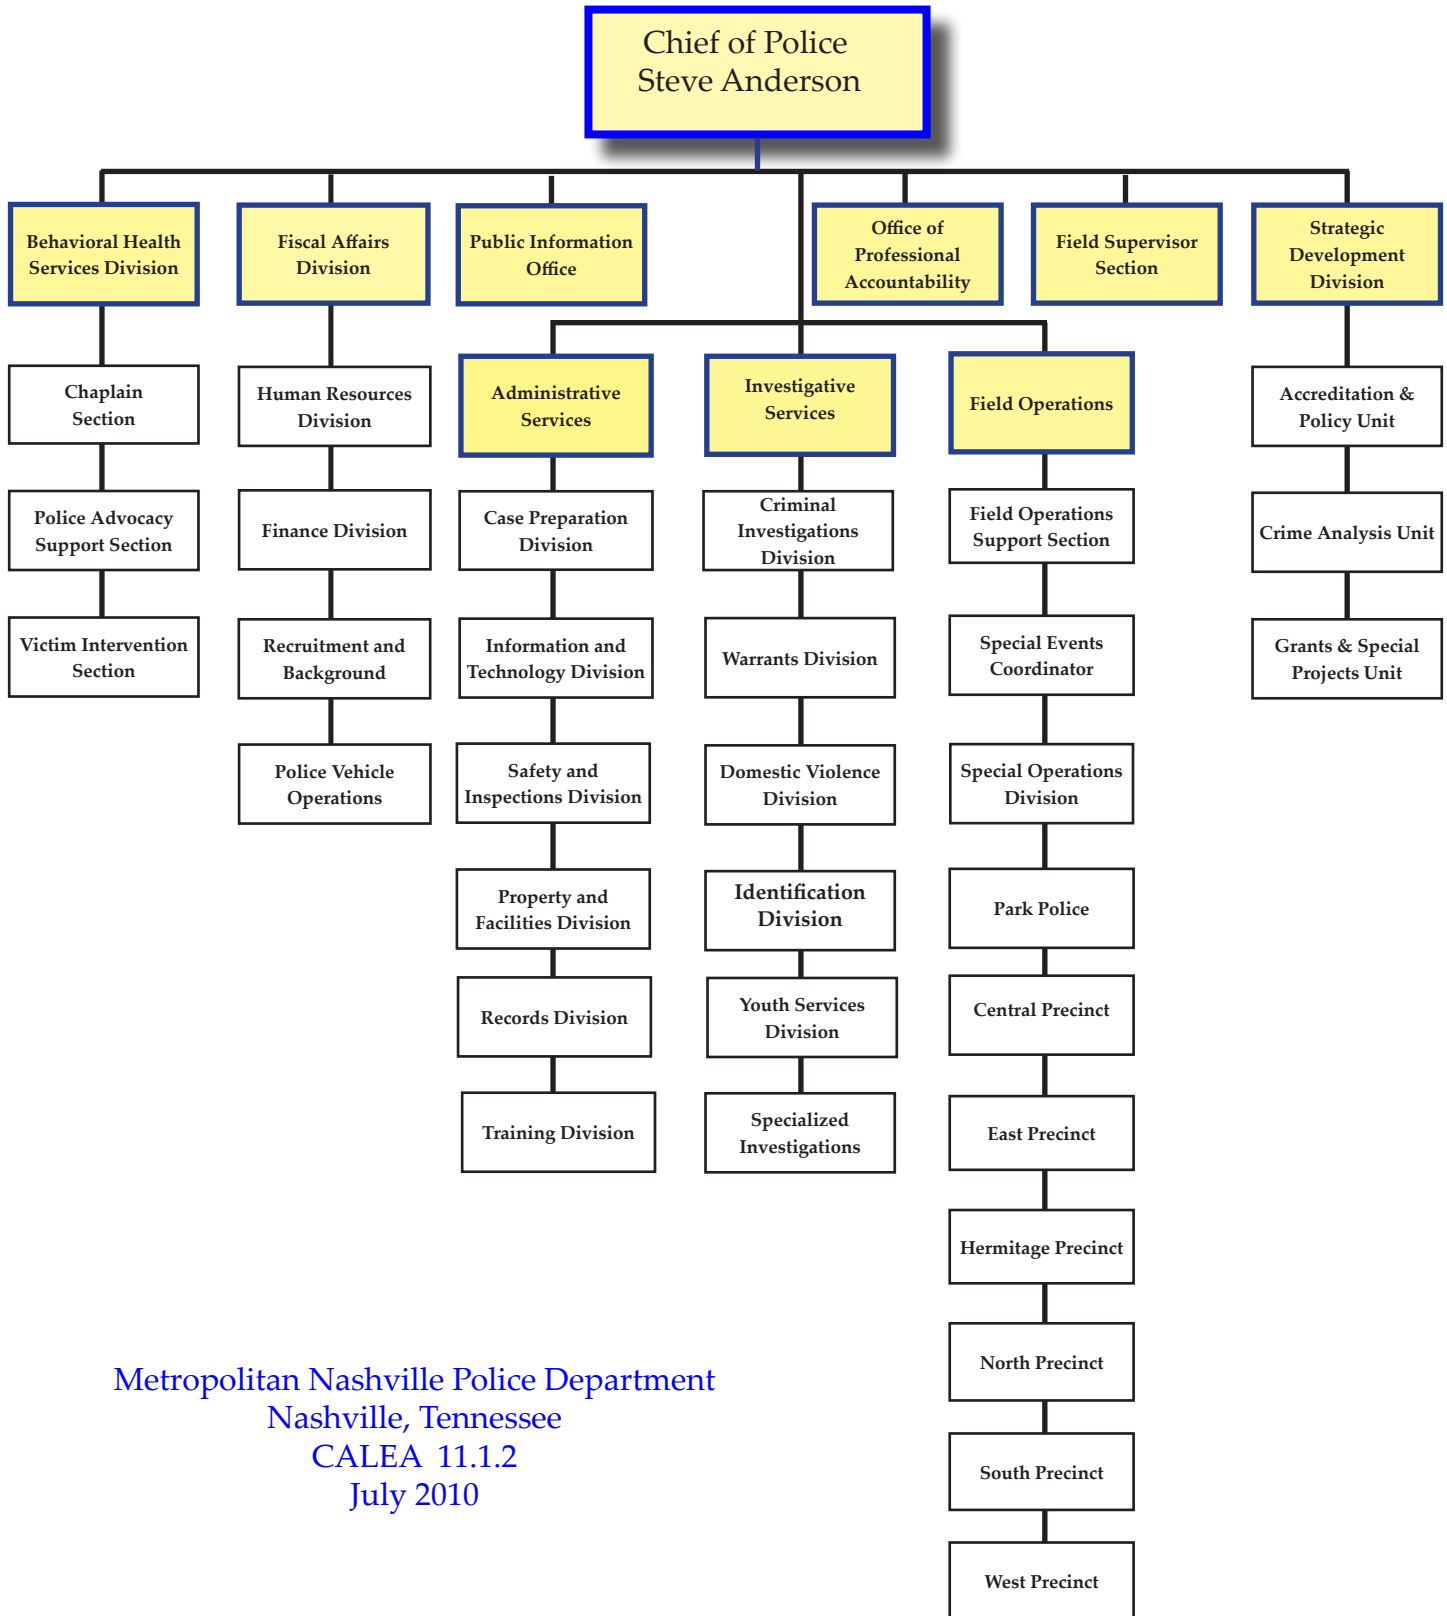 Chief of Police
Steve Anderson
Behavioral Health
Services Division
Fiscal Affairs
Division
Public Information
Office
Office of
Professional
Accountability
Field Supervisor
Section
Strategic
Development
Division
Chaplain
Section
Police Advocacy
Support Section
Victim Intervention
Section
Human Resources
Division
Finance Division
Recruitment and
Background
Police Vehicle
Operations
Administrative
Services
Case Preparation
Division
Information and
Technology Division
Safety and
Inspections Division
Property and
Facilities Division
Records Division
Training Division
Investigative
Services
Criminal
Investigations
Division
Warrants Division
Domestic Violence
Division
Identification
Division
Youth Services
Division
Specialized
Investigations
Field Operations
Field Operations
Support Section
Special Events
Coordinator
Special Operations
Division
Park Police
Central Precinct
East Precinct
Hermitage Precinct
North Precinct
South Precinct
West Precinct
Accreditation &
Policy Unit
Crime Analysis Unit
Grants & Special
Projects Unit
Metropolitan Nashville Police Department
Nashville, Tennessee
CALEA 11.1.2
July 2010